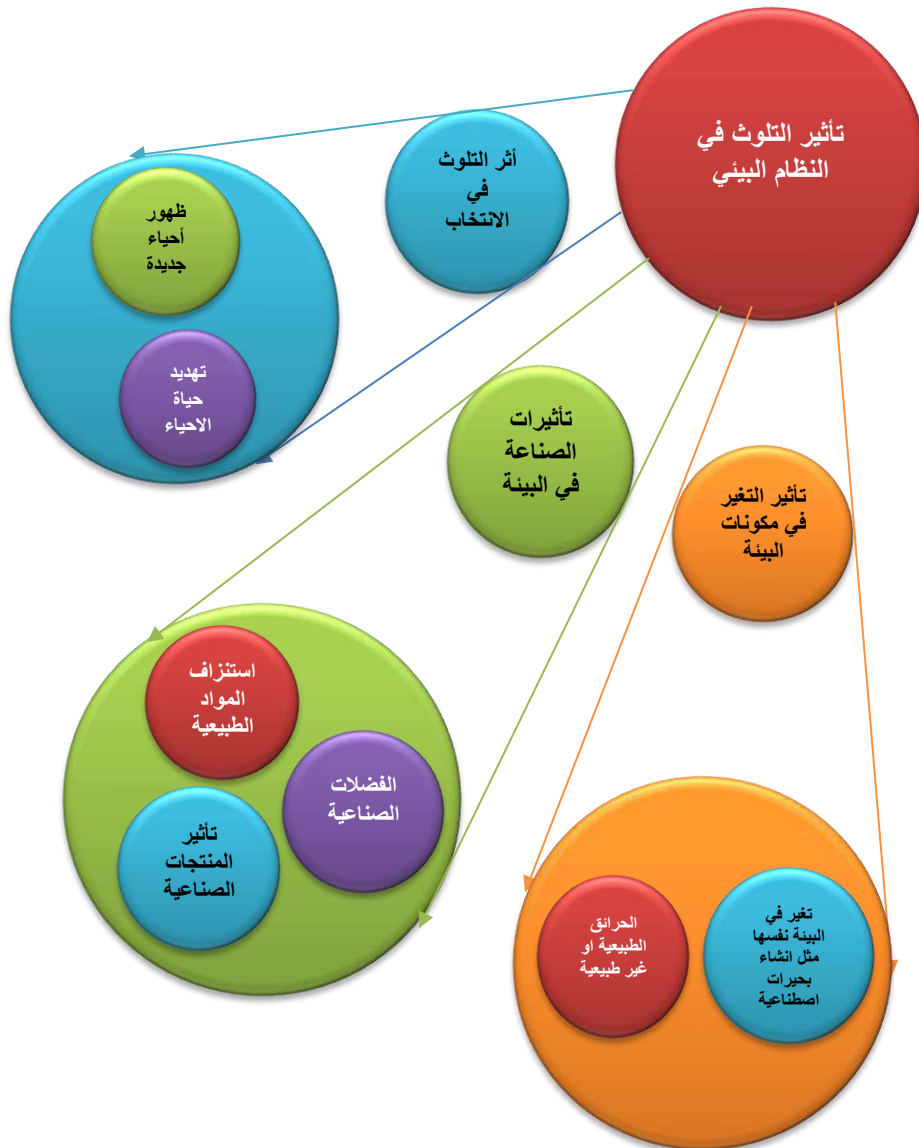 تأثير التلوث في
النظام البيئي
أثر التلوث
في
الانتخاب
ظهور
أحياء
جديدة
تهديد
حياة
الاحياء
تأثيرات
الصناعة
في البيئة
تأثير التغير
في مكونات
البيئة
استنزاف
المواد
الطبيعية
الفضلات
الصناعية
تأثير
المنتجات
الصناعية
تغير في
البيئة نفسها
مثل انشاء
بحيرات
اصطناعية
الحرائق
الطبيعية او
غير طبيعية